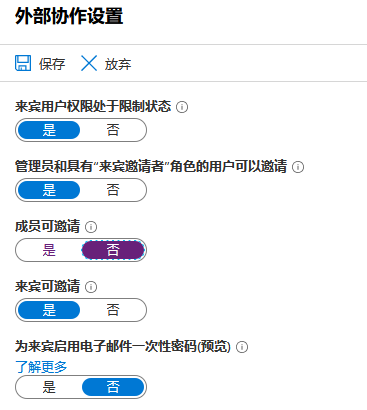 外部协作设置
保存 放弃
来宾用户权限处于限制状态
是 否
管理员和具有“来宾邀请者”角色的用户可以邀请
是 否
成员可邀请
是 否
来宾可邀请
是 否
为来宾启用电子邮件一次性密码(预览)
了解更多
是 否